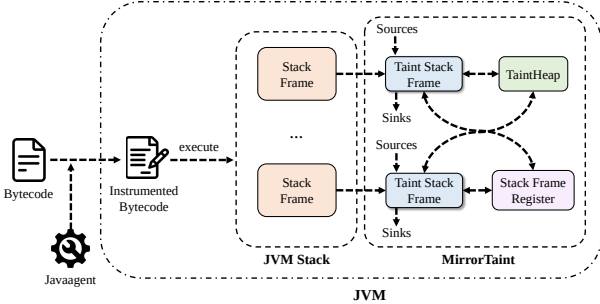 Sources
Stack
Frame
Taint Stack
Frame
TaintHeap
Sinks
...
execute
Sources
Bytecode
Instrumented
Bytecode
Stack
Frame
Taint Stack
Frame
Stack Frame
Register
Sinks
Javaagent
JVM Stack
MirrorTaint
JVM